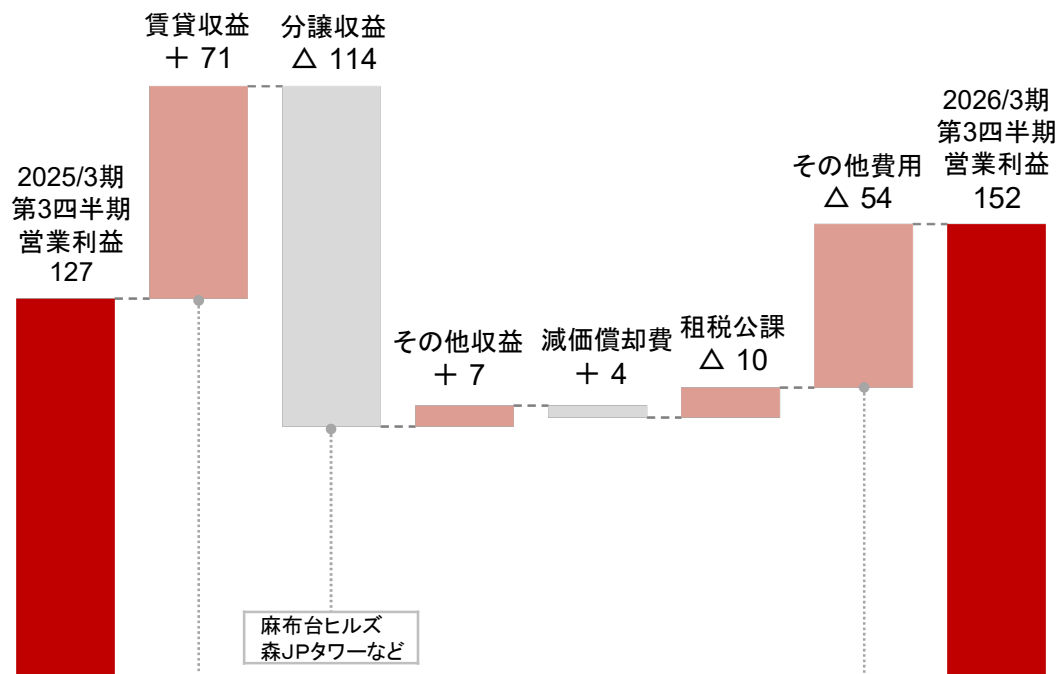 賃貸収益
＋ 71
分譲収益
△ 114
2025/3期
第3四半期
営業利益
127
その他収益
＋ 7
減価償却費
＋ 4
租税公課
△ 10
その他費用
△ 54
2026/3期
第3四半期
営業利益
152
麻布台ヒルズ
森JPタワーなど